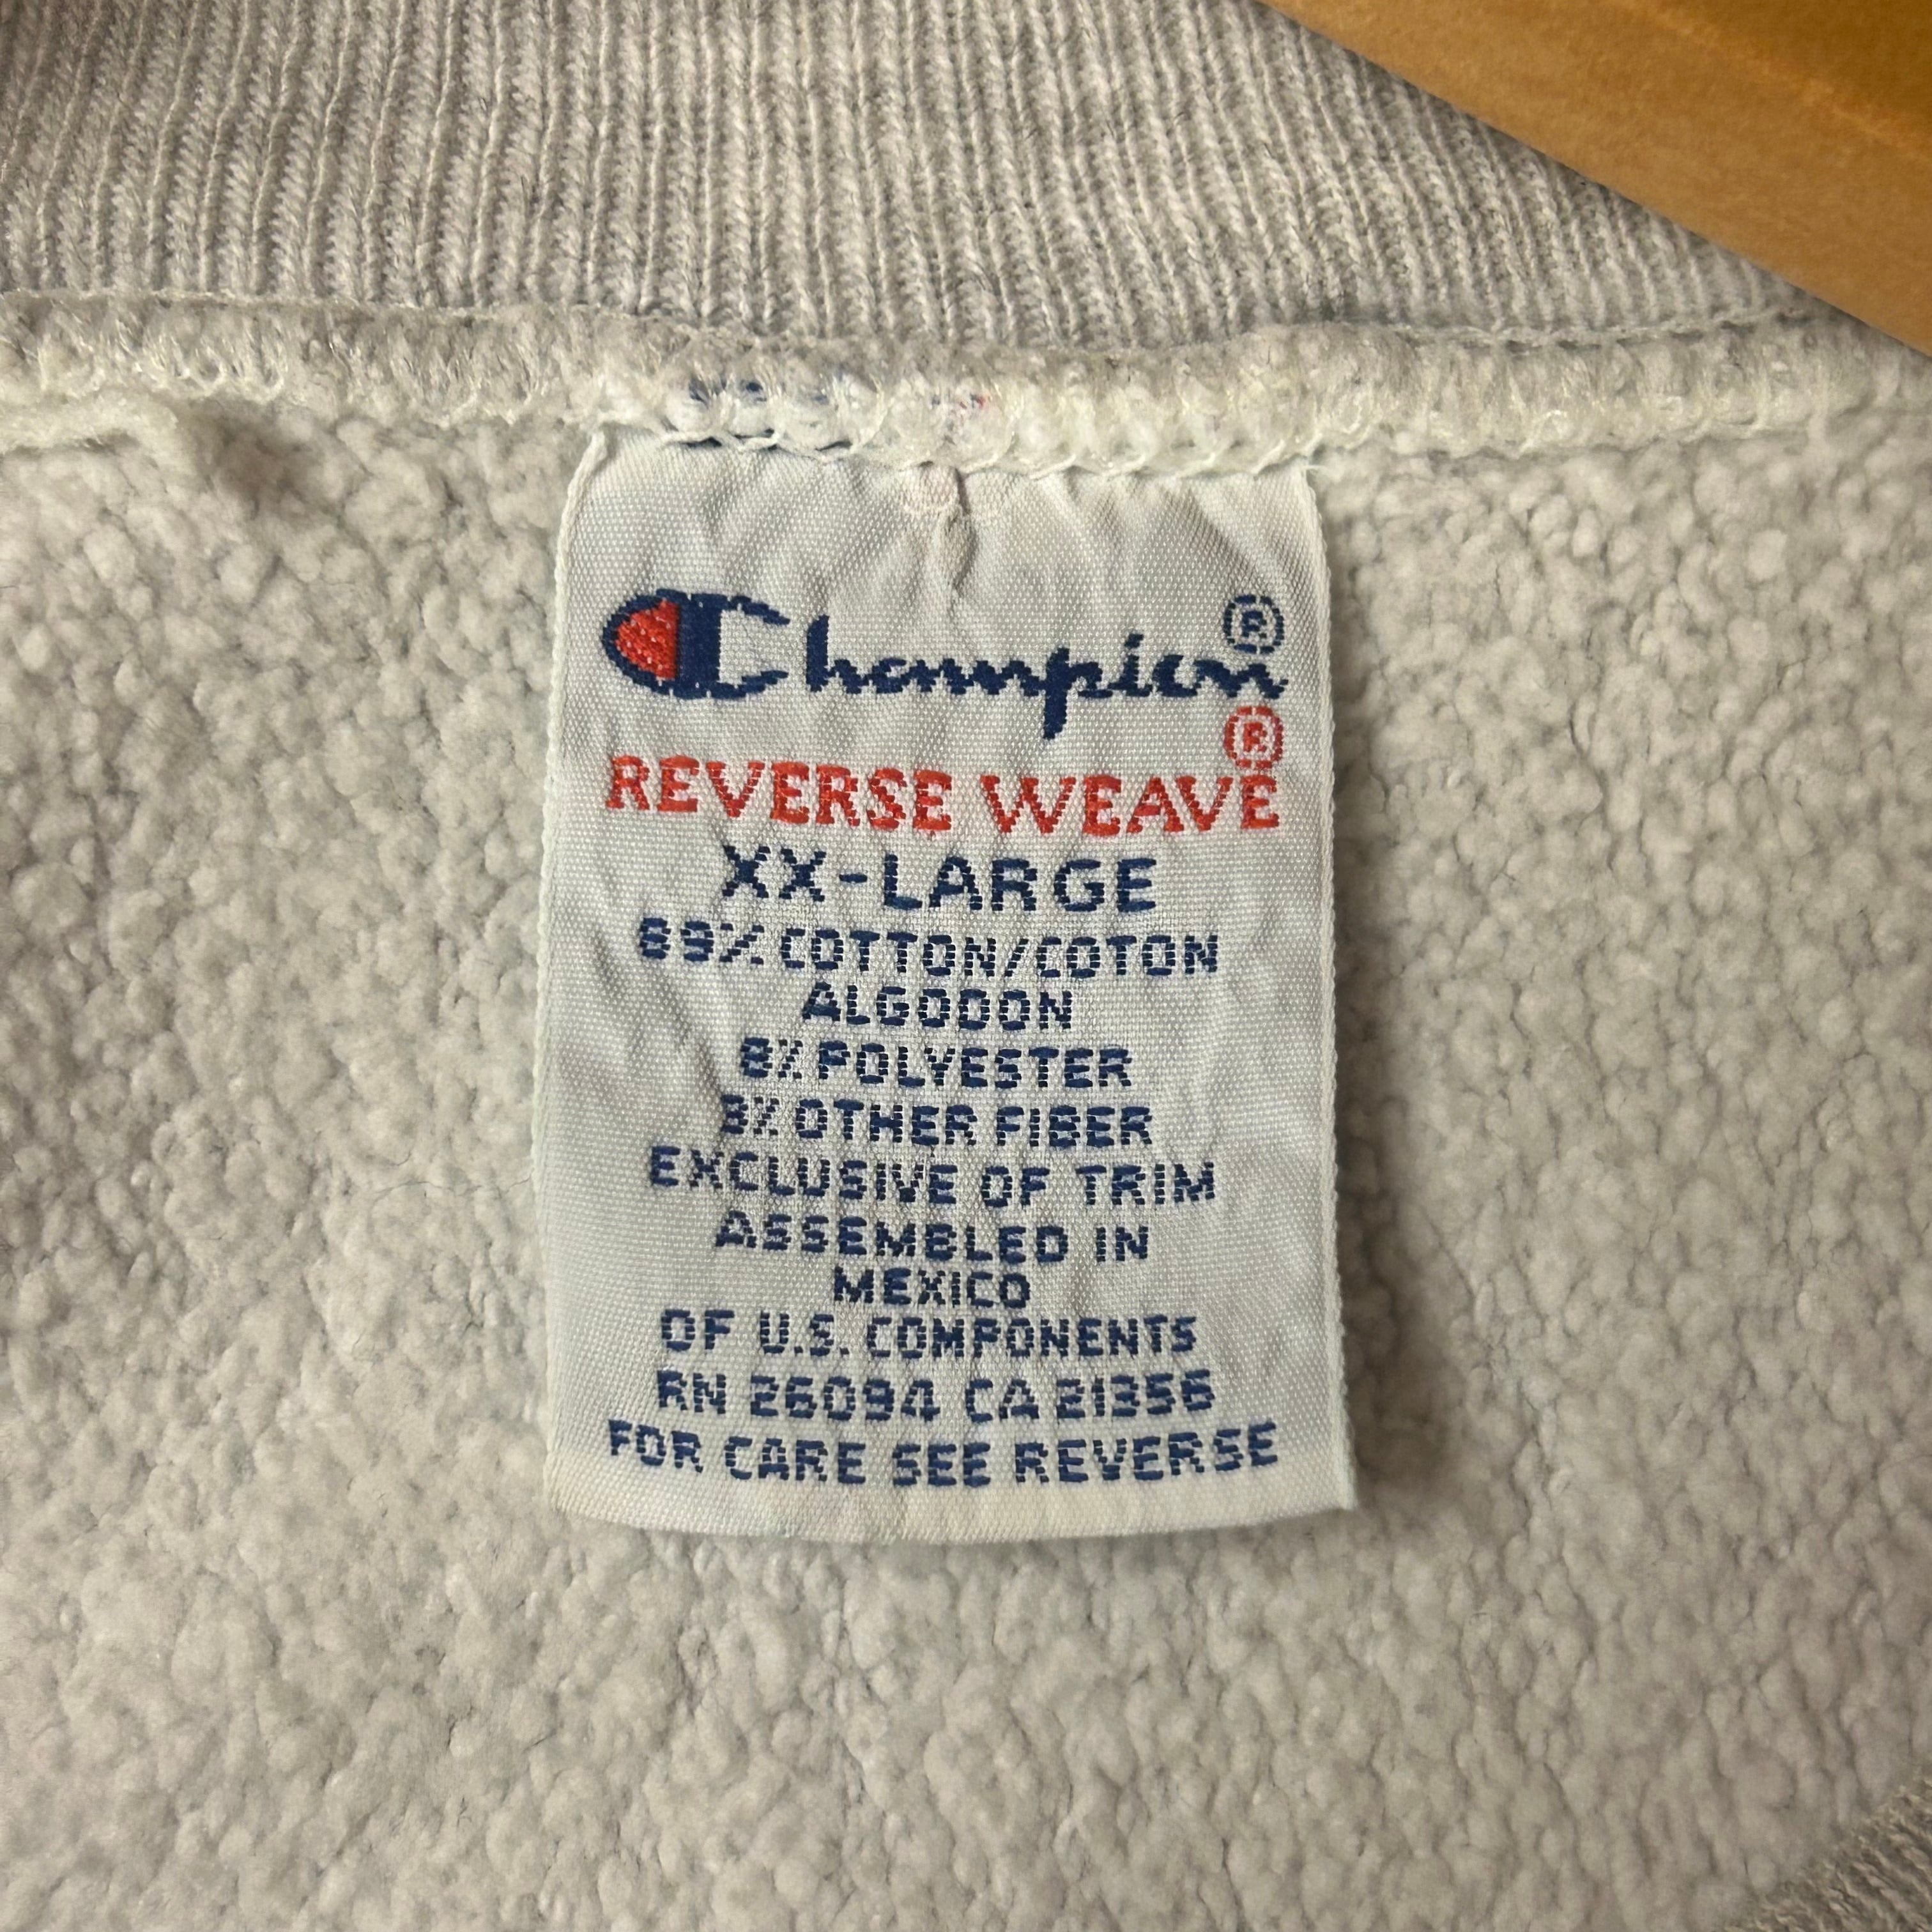 Champion®
REVERSE WEAVE®
XX-LARGE
89% COTTON/COTON
ALGODON
8% POLYESTER
3% OTHER FIBER
EXCLUSIVE OF TRIM
ASSEMBLED IN
MEXICO
OF U.S. COMPONENTS
RN 26094 CA 21356
FOR CARE SEE REVERSE